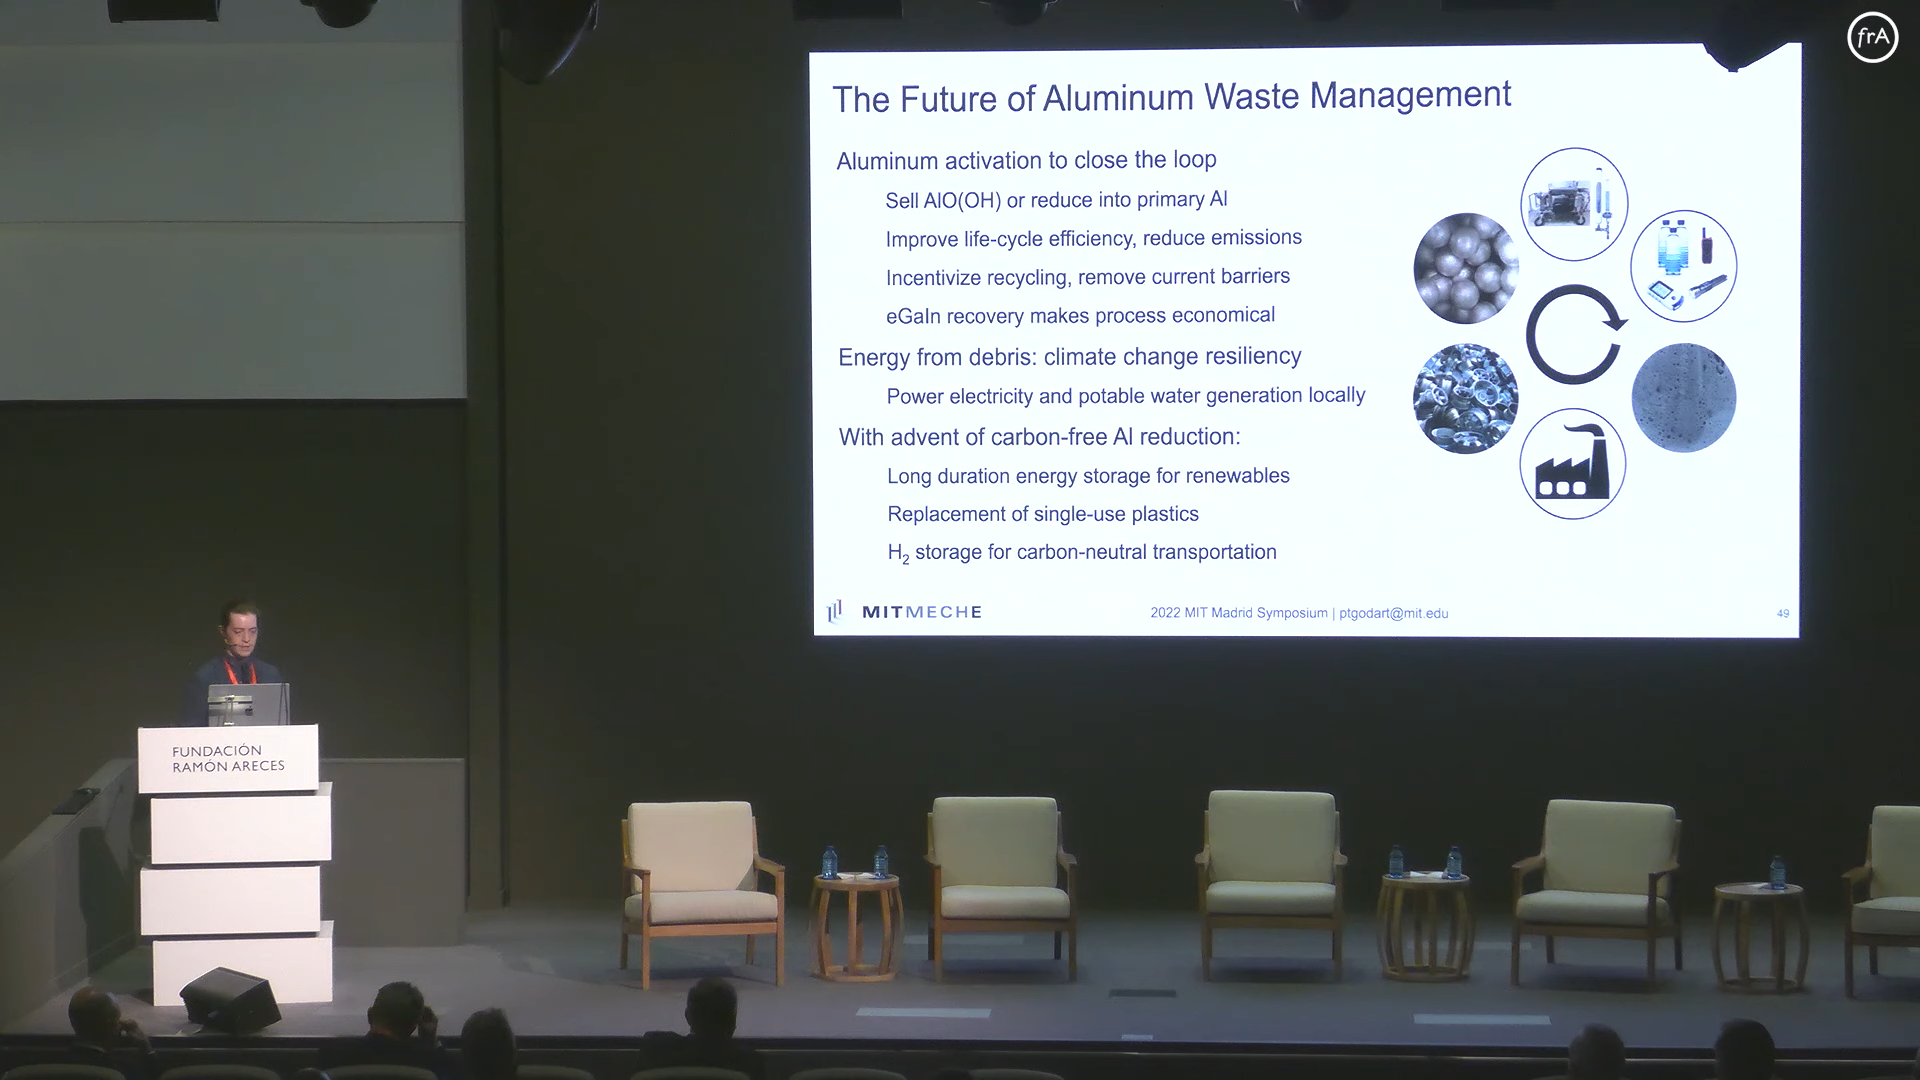 frA
The Future of Aluminum Waste Management
Aluminum activation to close the loop
Sell AlO(OH) or reduce into primary Al
Improve life-cycle efficiency, reduce emissions
Incentivize recycling, remove current barriers
eGaIn recovery makes process economical
Energy from debris: climate change resiliency
Power electricity and potable water generation locally
With advent of carbon-free Al reduction:
Long duration energy storage for renewables
Replacement of single-use plastics
H₂ storage for carbon-neutral transportation
MITMECHE
2022 MIT Madrid Symposium | ptgodart@mit.edu
49
FUNDACIÓN
RAMÓN ARECES